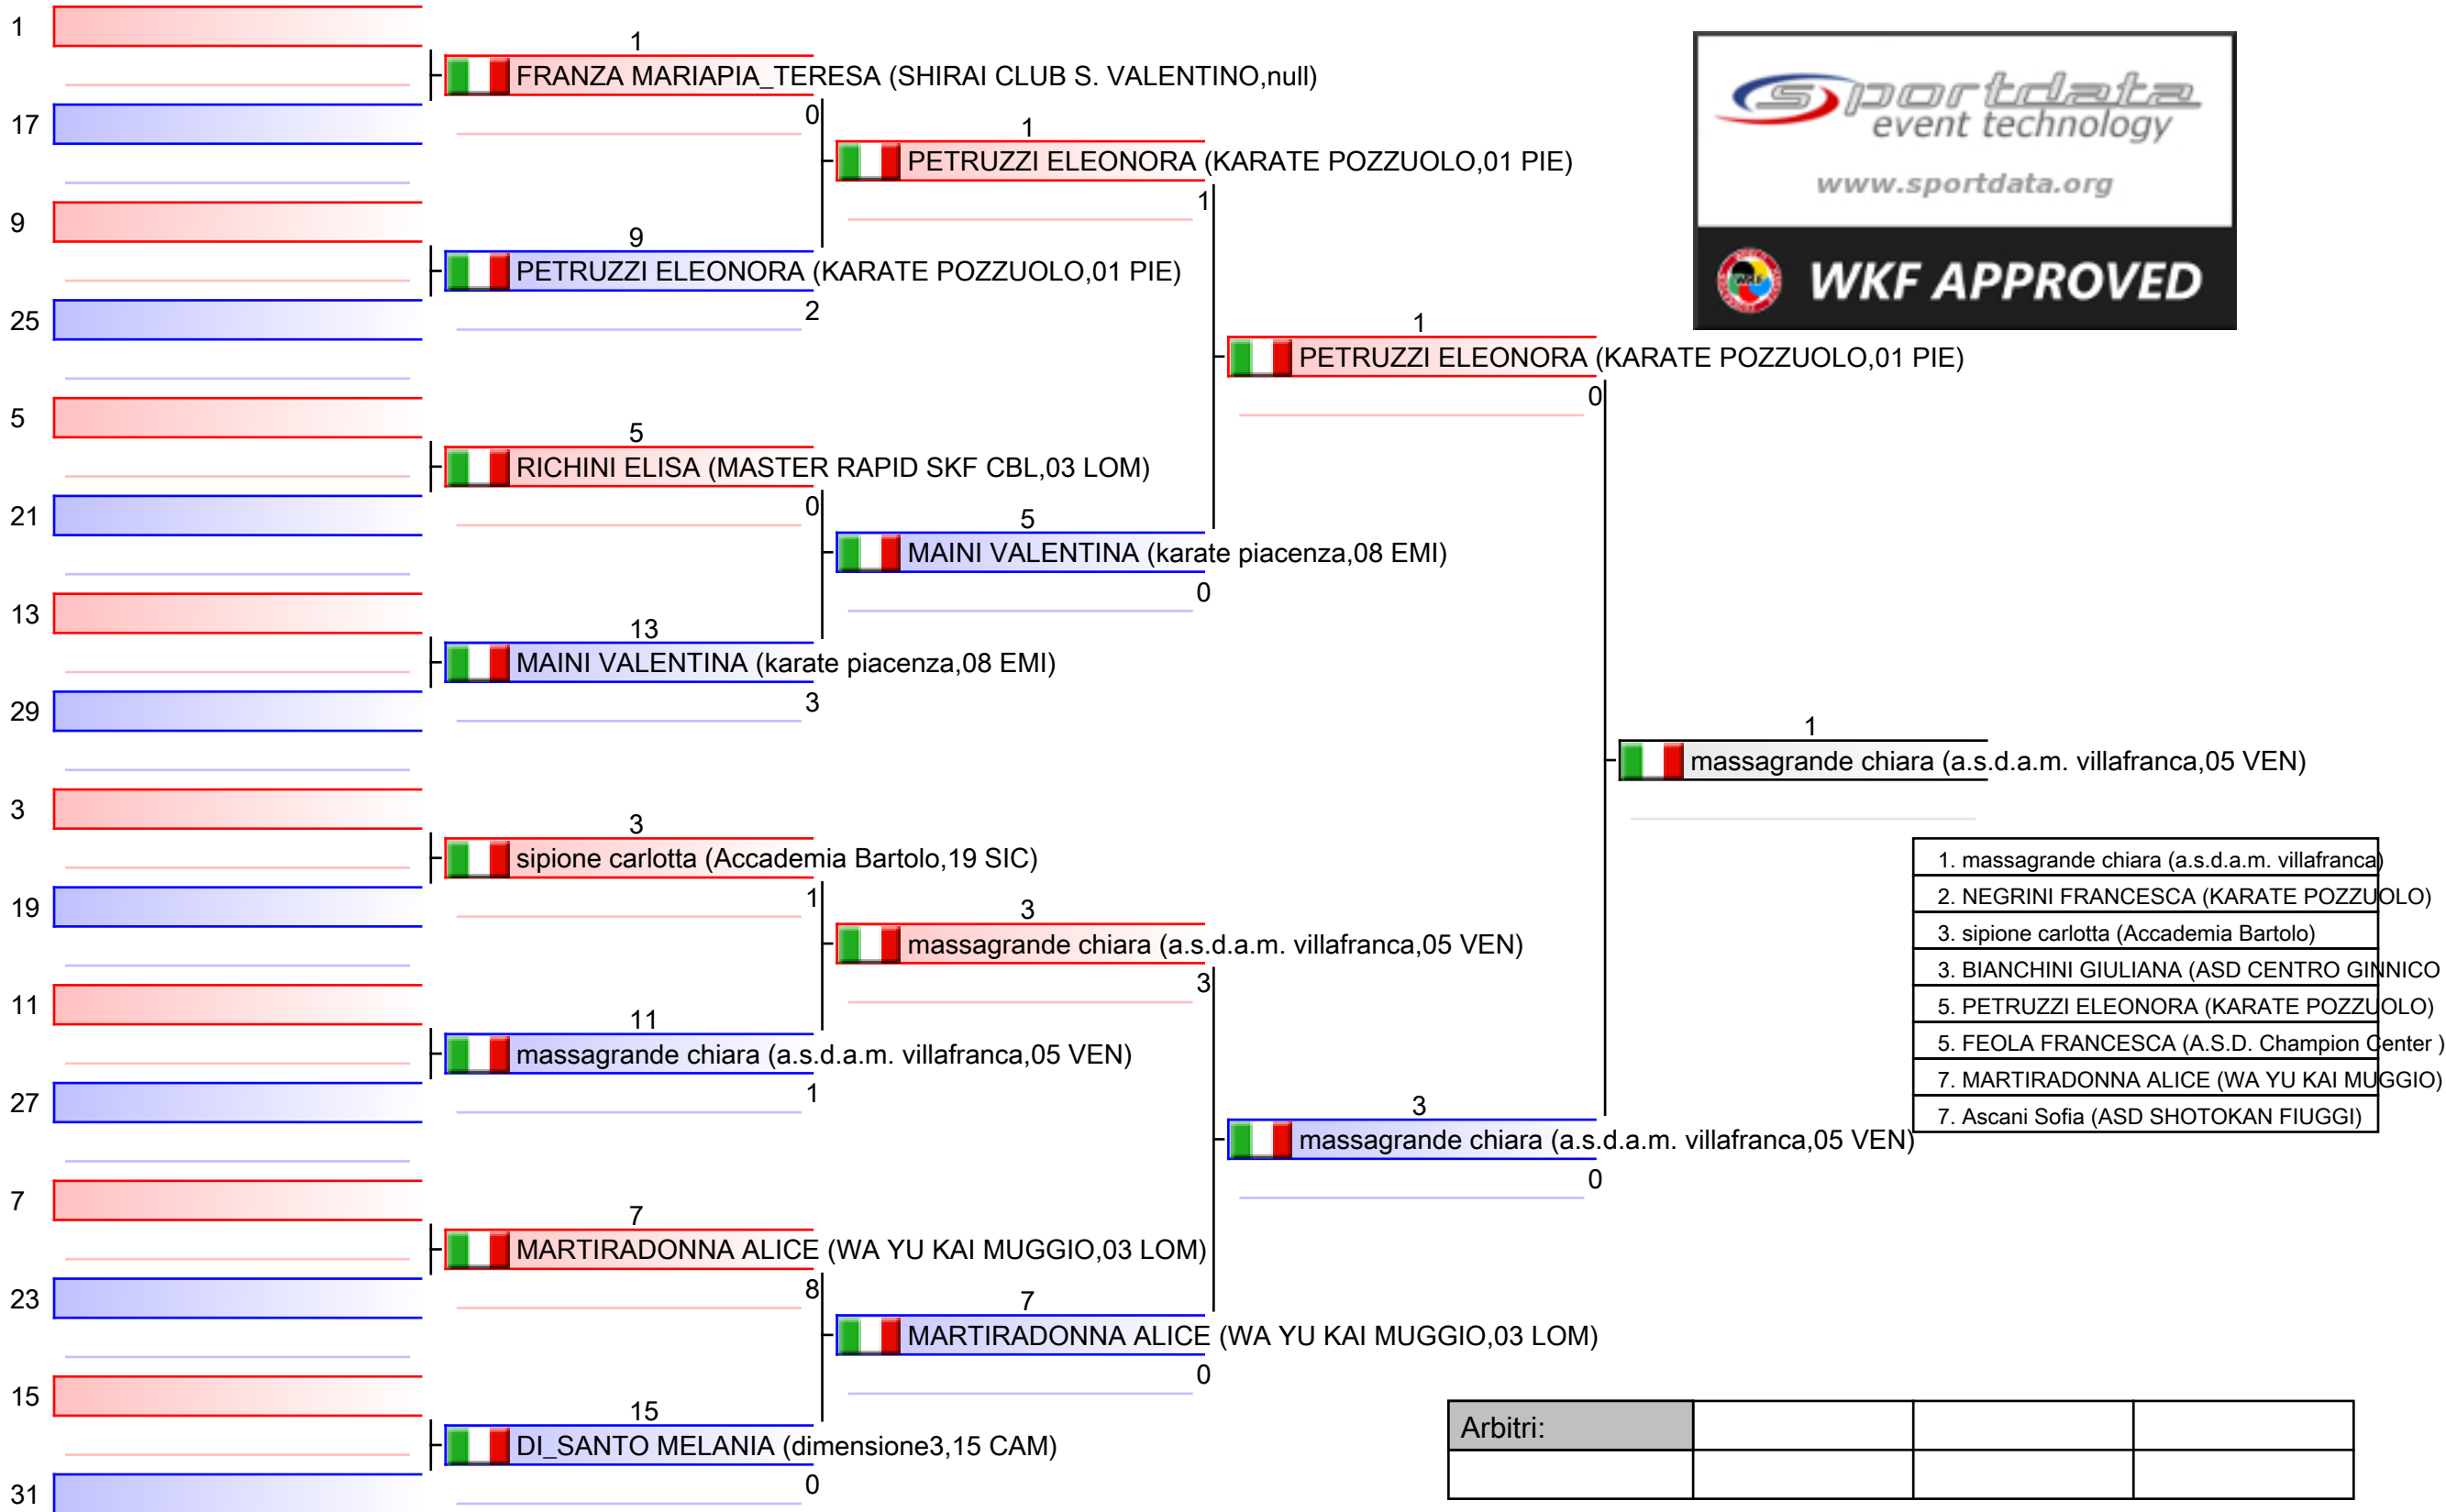 1
17
9
25
5
21
13
29
3
19
11
27
7
23
15
31
1
FRANZA MARIAPIA_TERESA (SHIRAI CLUB S. VALENTINO,null)
0
9
PETRUZZI ELEONORA (KARATE POZZUOLO,01 PIE)
2
5
RICHINI ELISA (MASTER RAPID SKF CBL,03 LOM)
0
13
MAINI VALENTINA (karate piacenza,08 EMI)
3
3
sipione carlotta (Accademia Bartolo,19 SIC)
1
11
massagrande chiara (a.s.d.a.m. villafranca,05 VEN)
1
7
MARTIRADONNA ALICE (WA YU KAI MUGGIO,03 LOM)
8
15
DI_SANTO MELANIA (dimensione3,15 CAM)
0
1
PETRUZZI ELEONORA (KARATE POZZUOLO,01 PIE)
1
5
MAINI VALENTINA (karate piacenza,08 EMI)
0
3
massagrande chiara (a.s.d.a.m. villafranca,05 VEN)
3
7
MARTIRADONNA ALICE (WA YU KAI MUGGIO,03 LOM)
0
1
PETRUZZI ELEONORA (KARATE POZZUOLO,01 PIE)
0
3
massagrande chiara (a.s.d.a.m. villafranca,05 VEN)
0
1
massagrande chiara (a.s.d.a.m. villafranca,05 VEN)
sportdata
event technology
www.sportdata.org
WKF
WKF APPROVED
1. massagrande chiara (a.s.d.a.m. villafranca)
2. NEGRINI FRANCESCA (KARATE POZZUOLO)
3. sipione carlotta (Accademia Bartolo)
3. BIANCHINI GIULIANA (ASD CENTRO GINNICO
5. PETRUZZI ELEONORA (KARATE POZZUOLO)
5. FEOLA FRANCESCA (A.S.D. Champion Center )
7. MARTIRADONNA ALICE (WA YU KAI MUGGIO)
7. Ascani Sofia (ASD SHOTOKAN FIUGGI)
Arbitri: